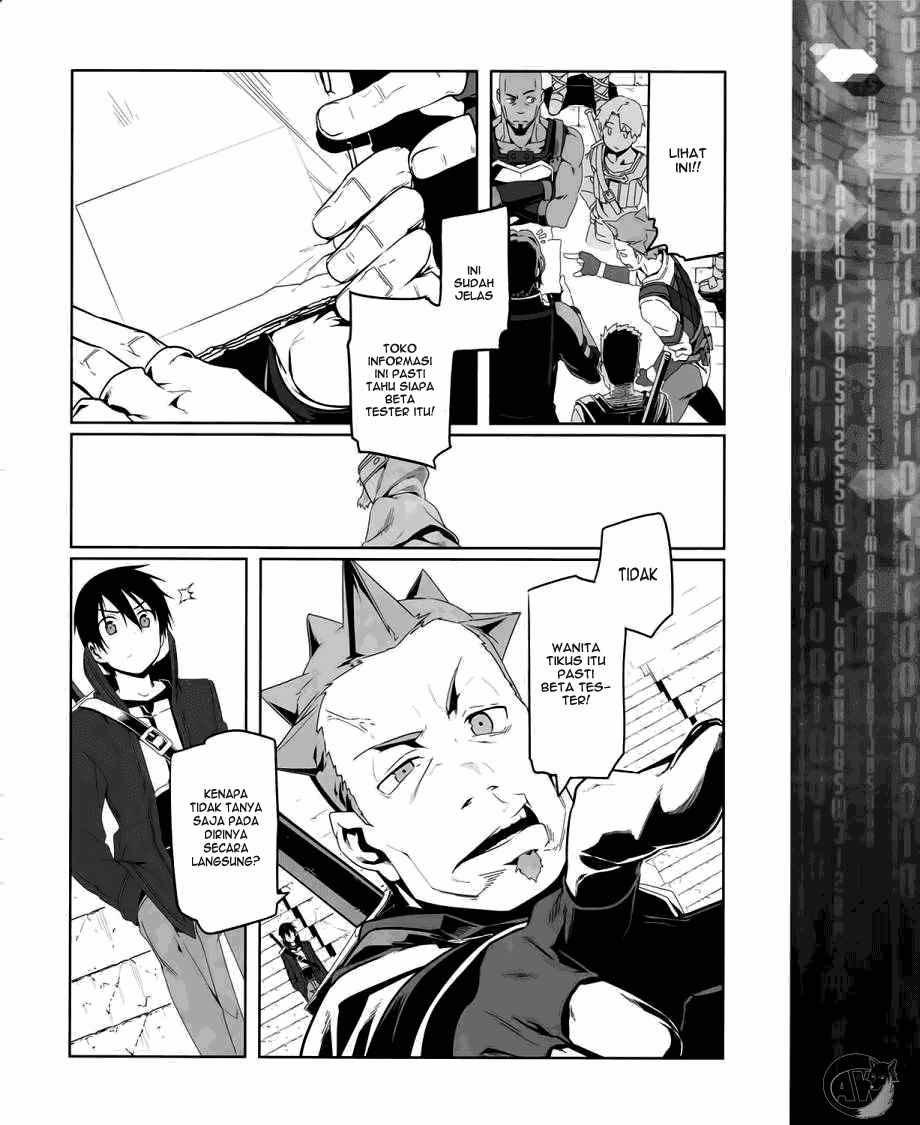 LIHAT
INI!!
INI
SUDAH
JELAS
TOKO
INFORMASI
INI PASTI
TAHU SIAPA
BETA
TESTER ITU!
TIDAK
WANITA
TIKUS ITU
PASTI
BETA TES-
TER!
KENAPA
TIDAK TANYA
SAJA PADA
DIRINYA
SECARA
LANGSUNG?